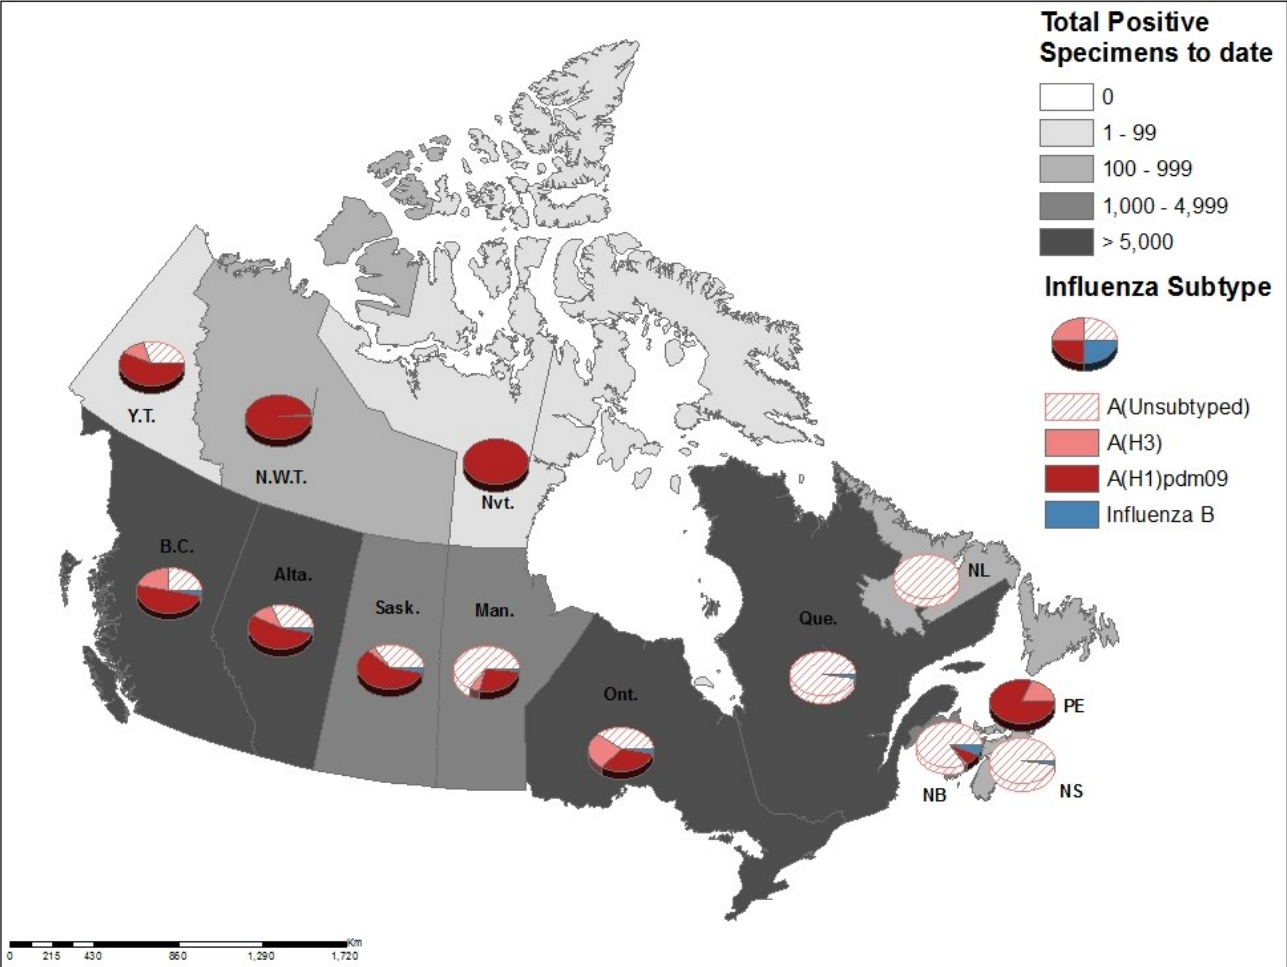 Total Positive
Specimens to date
0
1 - 99
100 - 999
1,000 - 4,999
> 5,000
Influenza Subtype
A(Unsubtyped)
A(H3)
A(H1)pdm09
Influenza B
Y.T.
N.W.T.
Nvt.
B.C.
Alta.
Sask.
Man.
Ont.
Que.
NL
PE
NB
NS
Km
0 215 430 860 1,290 1,720